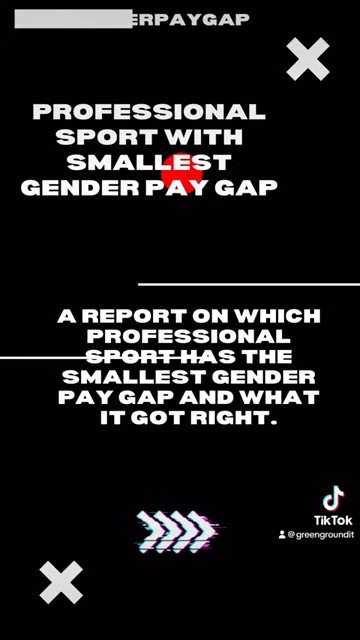 ERPAYGAP
PROFESSIONAL
SPORT WITH
SMALLEST
GENDER PAY GAP
A REPORT ON WHICH
PROFESSIONAL
SPORT HAS THE
SMALLEST GENDER
PAY GAP AND WHAT
IT GOT RIGHT.
TikTok
@greengroundit